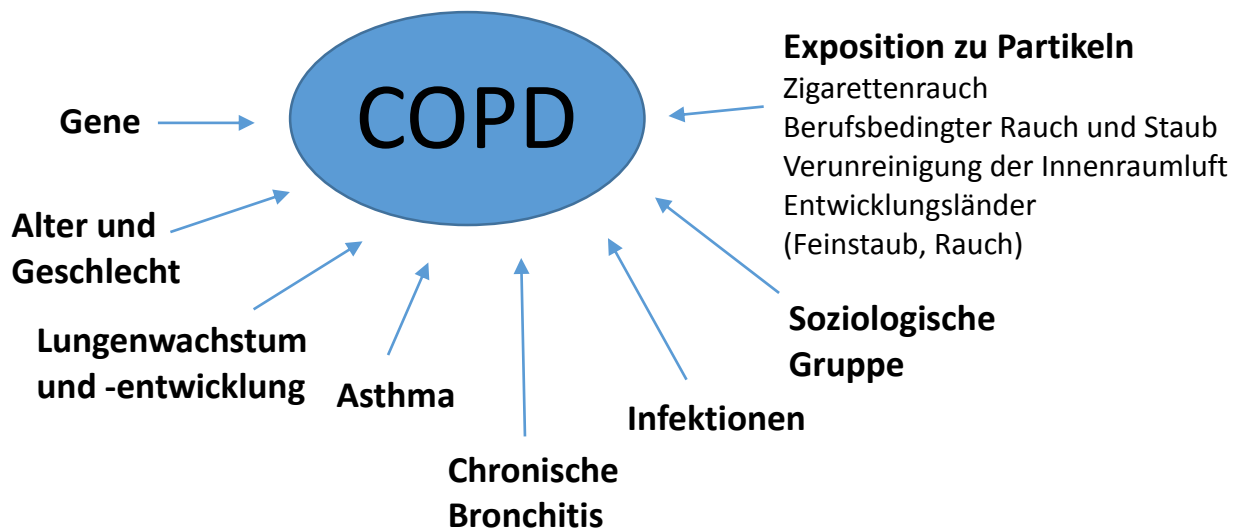 COPD
Gene
Alter und
Geschlecht
Lungenwachstum
und -entwicklung
Asthma
Chronische
Bronchitis
Infektionen
Soziologische
Gruppe
Exposition zu Partikeln
Zigarettenrauch
Berufsbedingter Rauch und Staub
Verunreinigung der Innenraumluft
Entwicklungsländer
(Feinstaub, Rauch)